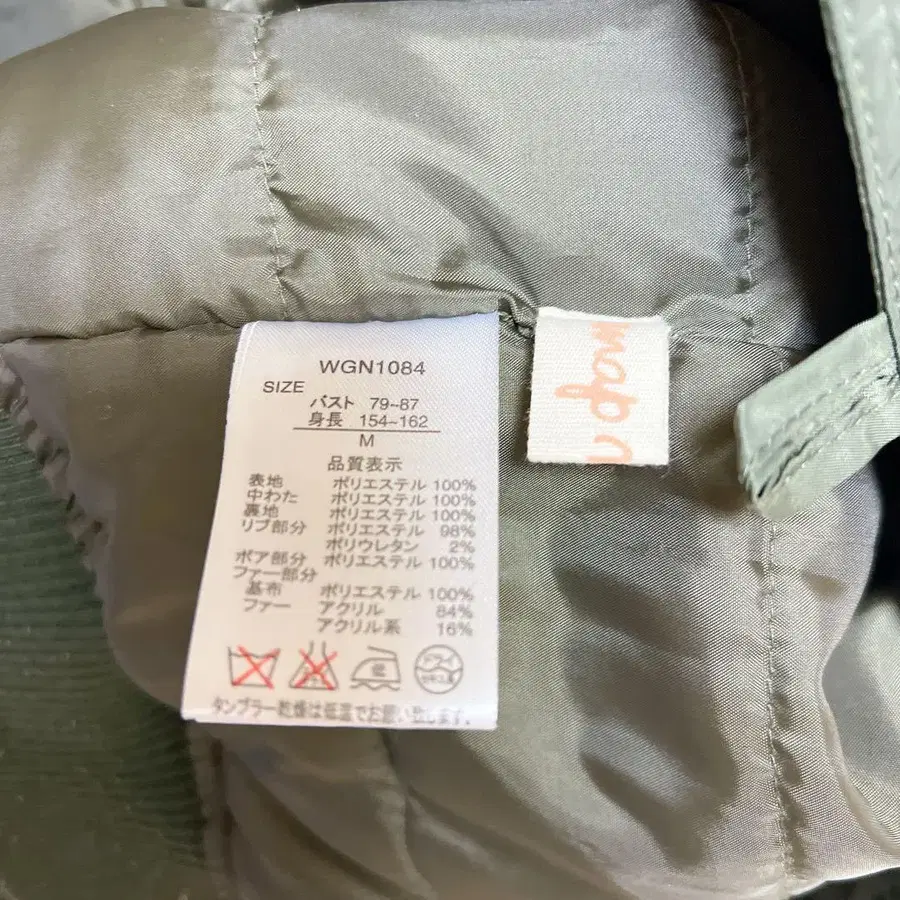 WGN1084
SIZE
バスト 79~87
身長 154~162
M
品質表示
表地 ポリエステル 100%
中わた ポリエステル 100%
裏地 ポリエステル 100%
リブ部分 ポリエステル 98%
ポリウレタン 2%
ボア部分 ポリエステル 100%
ファー部分
基布 ポリエステル 100%
ファー アクリル 84%
アクリル系 16%
タンブラー乾燥は低温でお願い致します。